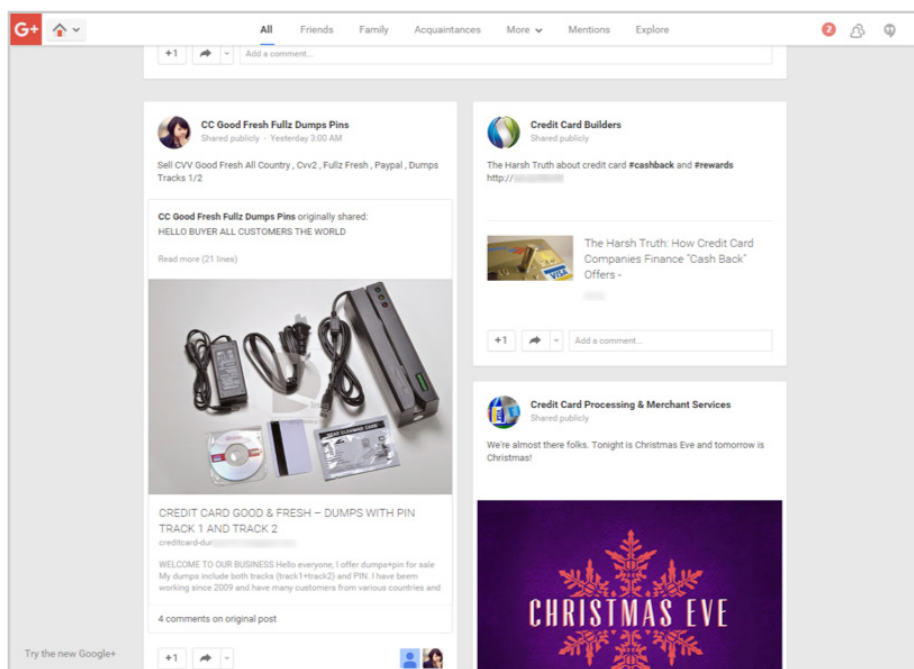 G+
All Friends Family Acquaintances More Mentions Explore
2
+1
Add a comment...
CC Good Fresh Fullz Dumps Pins
Shared publicly - Yesterday 3:00 AM
Sell CVV Good Fresh All Country , Cvv2 , Fullz Fresh , Paypal , Dumps
Tracks 1/2
CC Good Fresh Fullz Dumps Pins originally shared:
HELLO BUYER ALL CUSTOMERS THE WORLD
Read more (21 lines)
CREDIT CARD GOOD & FRESH – DUMPS WITH PIN
TRACK 1 AND TRACK 2
creditcard-dum
WELCOME TO OUR BUSINESS Hello everyone, I offer dumps+pin for sale
My dumps include both tracks (track1+track2) and PIN. I have beem
working since 2009 and have many customers from various countries and
4 comments on original post
+1
Credit Card Builders
Shared publicly
The Harsh Truth about credit card #cashback and #rewards
http://
VISA
The Harsh Truth: How Credit Card
Companies Finance "Cash Back"
Offers -
+1
Add a comment...
Credit Card Processing & Merchant Services
Shared publicly
We're almost there folks. Tonight is Christmas Eve and tomorrow is
Christmas!
CHRISTMAS EVE
Try the new Google+